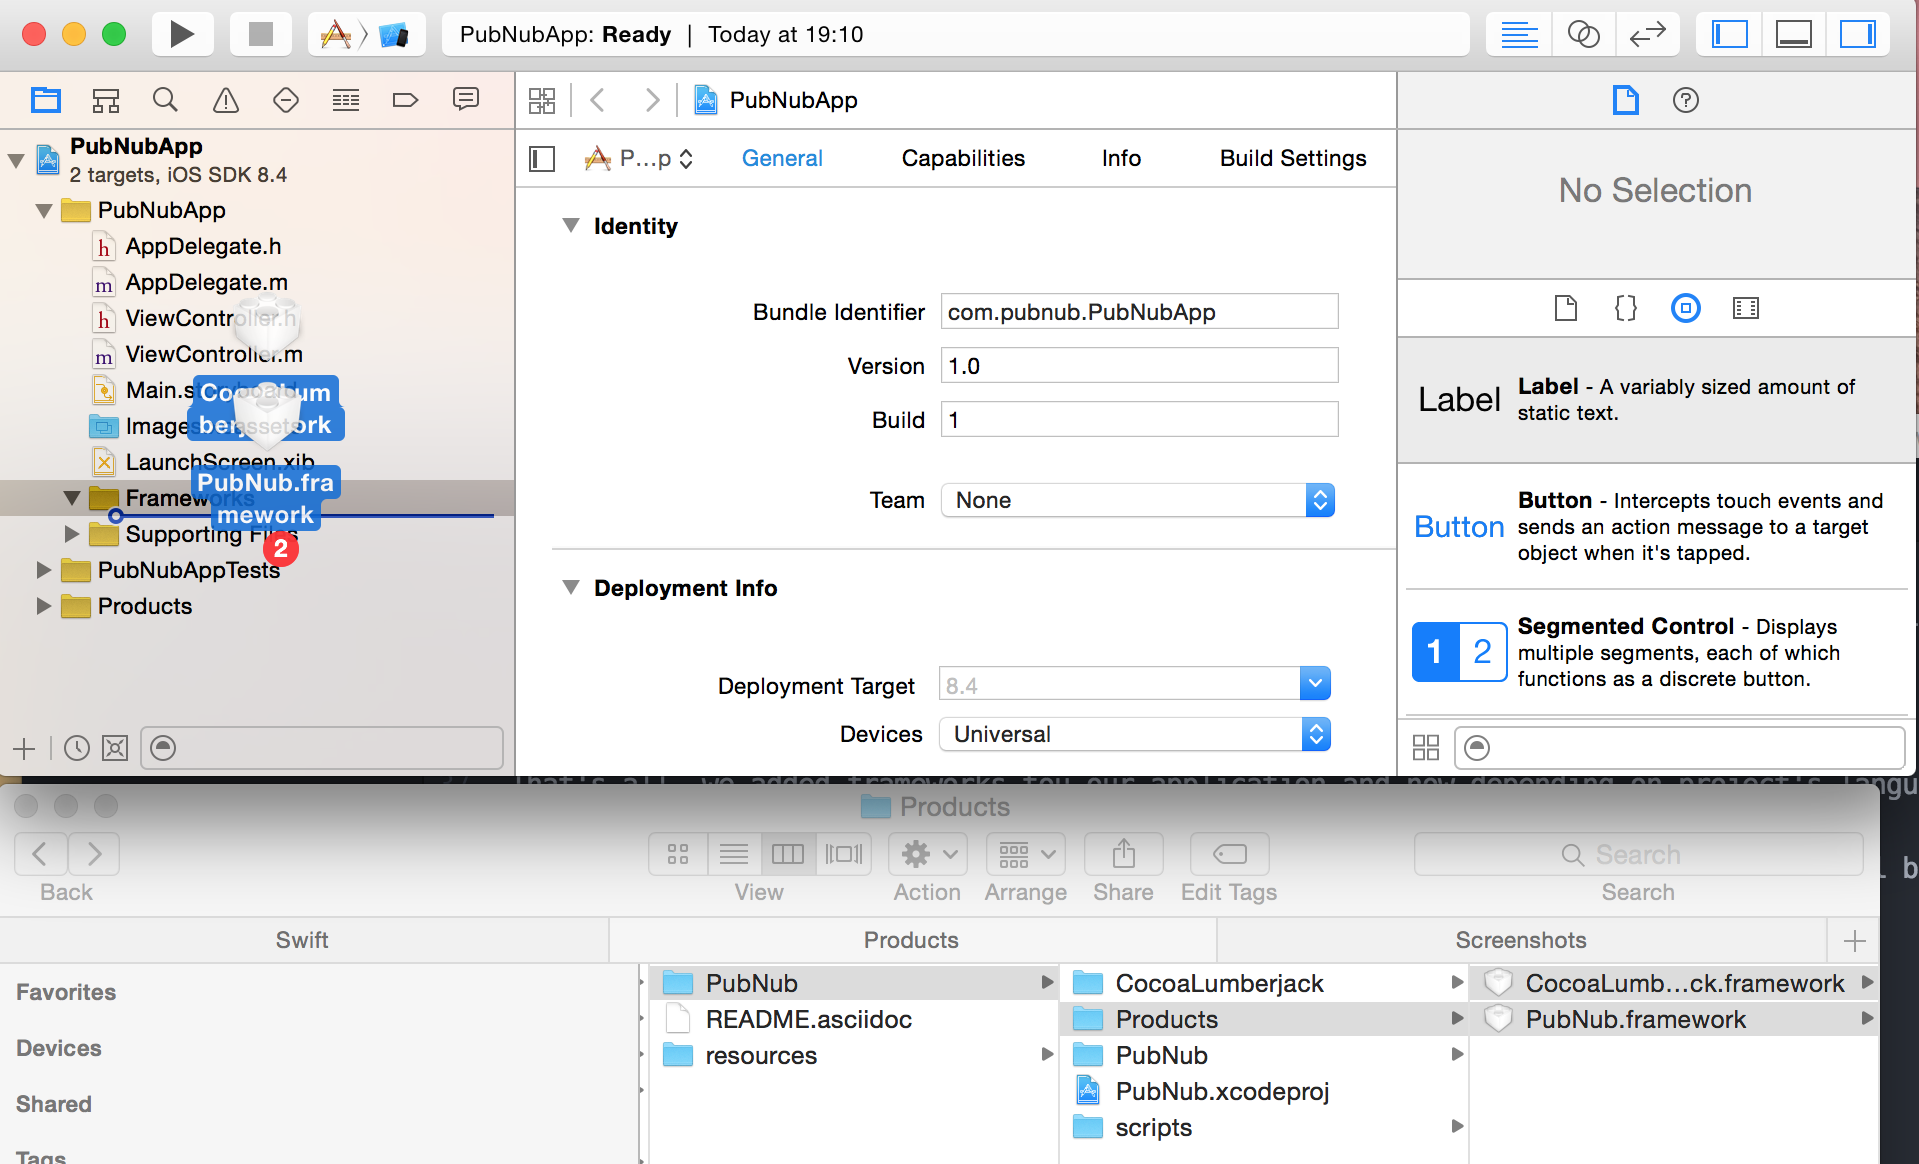 PubNubApp: Ready | Today at 19:10
PubNubApp
2 targets, iOS SDK 8.4
PubNubApp
AppDelegate.h
AppDelegate.m
ViewController.h
ViewController.m
Main.storyboard
LaunchScreen.xib
Frameworks
Supporting Files
PubNubAppTests
Products
PubNub.fra
mework
2
PubNubApp
P...p
General
Capabilities
Info
Build Settings
Identity
Bundle Identifier
com.pubnub.PubNubApp
Version
1.0
Build
1
Team
None
Deployment Info
Deployment Target
8.4
Devices
Universal
No Selection
Label
Label - A variably sized amount of
static text.
Button
Button - Intercepts touch events and
sends an action message to a target
object when it's tapped.
1 2
Segmented Control - Displays
multiple segments, each of which
functions as a discrete button.
Products
Back
View
Action
Arrange
Share
Edit Tags
Search
Search
Swift
Products
Screenshots
Favorites
Devices
Shared
Tags
PubNub
README.asciidoc
resources
CocoaLumberjack
Products
PubNub
PubNub.xcodeproj
scripts
CocoaLumb...ck.framework
PubNub.framework